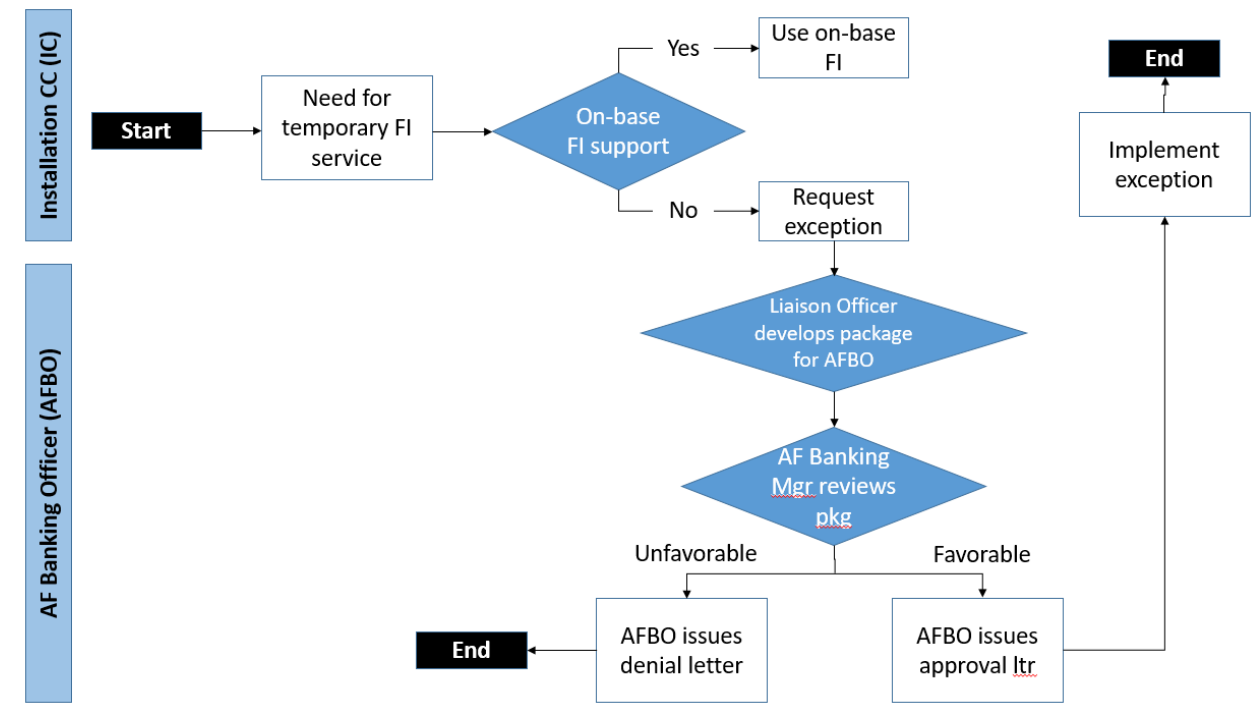 Installation CC (IC)
Start
Need for
temporary FI
service
On-base
FI support
Yes
Use on-base
FI
No
Request
exception
End
Implement
exception
AF Banking Officer (AFBO)
Liaison Officer
develops package
for AFBO
AF Banking
Mgr reviews
pkg
Unfavorable
Favorable
End
AFBO issues
denial letter
AFBO issues
approval ltr